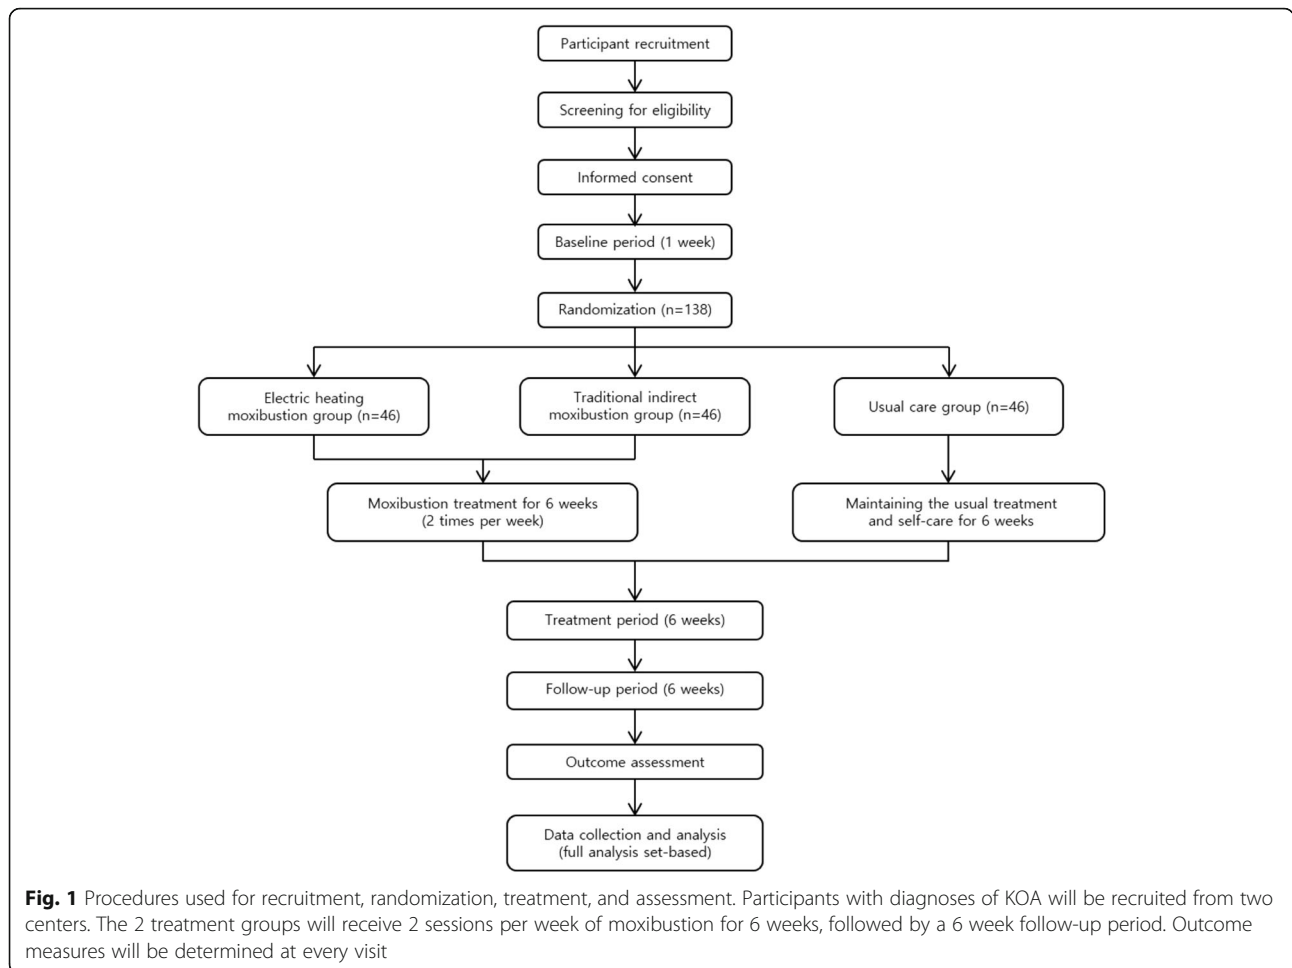 Participant recruitment
Screening for eligibility
Informed consent
Baseline period (1 week)
Randomization (n=138)
Electric heating
moxibustion group (n=46)
Traditional indirect
moxibustion group (n=46)
Usual care group (n=46)
Moxibustion treatment for 6 weeks
(2 times per week)
Maintaining the usual treatment
and self-care for 6 weeks
Treatment period (6 weeks)
Follow-up period (6 weeks)
Outcome assessment
Data collection and analysis
(full analysis set-based)
Fig. 1 Procedures used for recruitment, randomization, treatment, and assessment. Participants with diagnoses of KOA will be recruited from two
centers. The 2 treatment groups will receive 2 sessions per week of moxibustion for 6 weeks, followed by a 6 week follow-up period. Outcome
measures will be determined at every visit